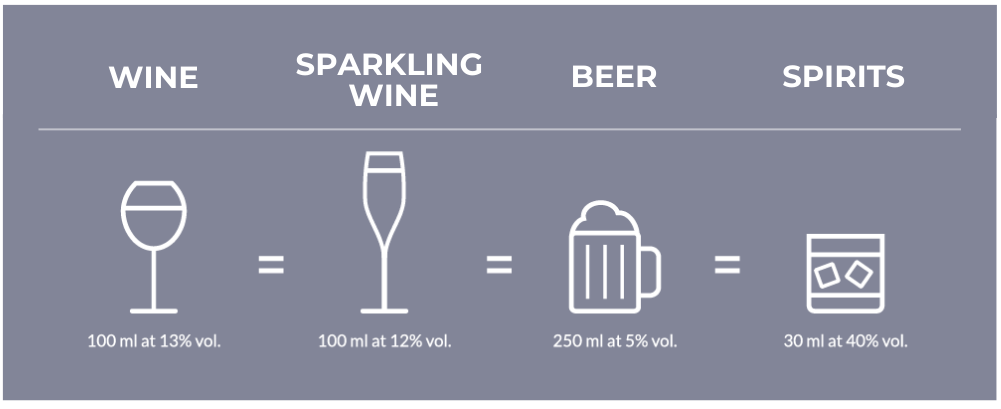 WINE
SPARKLING
WINE
BEER
SPIRITS
=
=
=
100 ml at 13% vol.
100 ml at 12% vol.
250 ml at 5% vol.
30 ml at 40% vol.